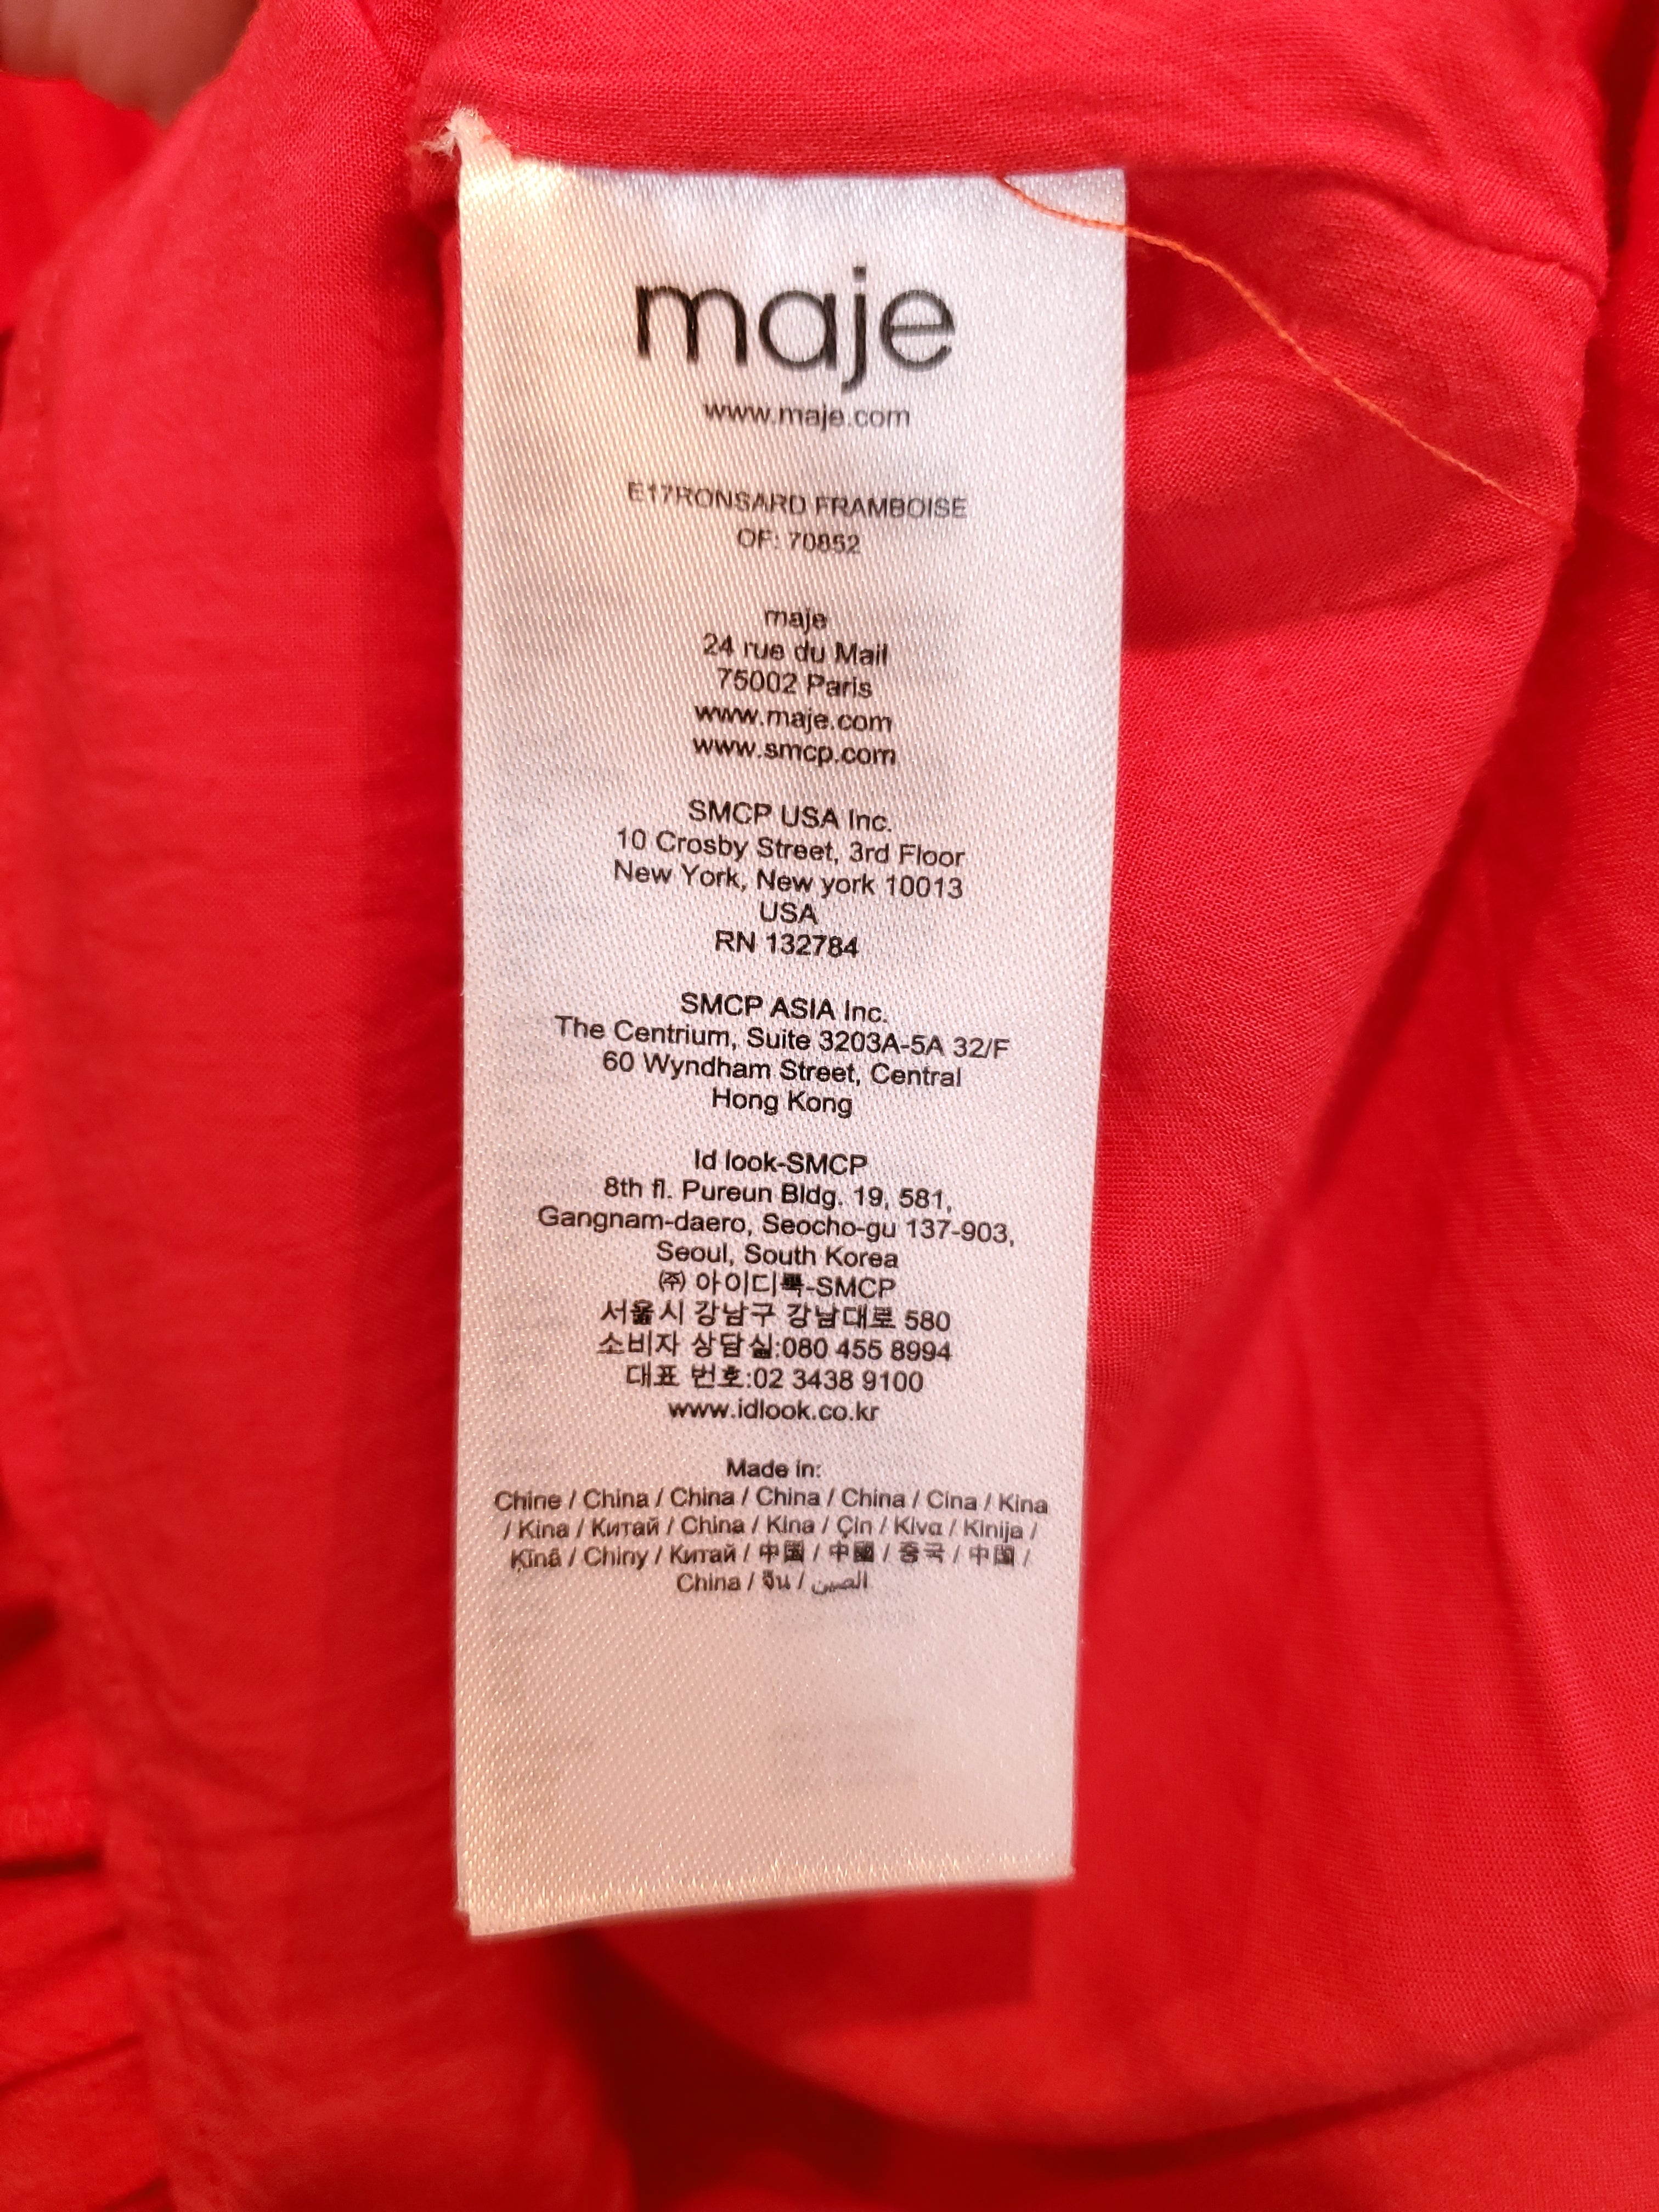 maje
www.maje.com
E17RONSARD FRAMBOISE
OF: 70852
maje
24 rue du Mail
75002 Paris
www.maje.com
www.smcp.com
SMCP USA Inc.
10 Crosby Street, 3rd Floor
New York, New york 10013
USA
RN 132784
SMCP ASIA Inc.
The Centrium, Suite 3203A-5A 32/F
60 Wyndham Street, Central
Hong Kong
Id look-SMCP
8th fl. Pureun Bldg. 19, 581,
Gangnam-daero, Seocho-gu 137-903,
Seoul, South Korea
㈜ 아이디룩-SMCP
서울시 강남구 강남대로 580
소비자 상담실:080 455 8994
대표 번호:02 3438 9100
www.idlook.co.kr
Made in:
Chine / China / China / China / China / Cina / Kina
/ Kina / Китай / China / Kina / Çin / Κίνα / Kinija /
Ķīnā / Chiny / Китай / 中国 / 中國 / 중국 / 中国 /
China / จีน / الصين